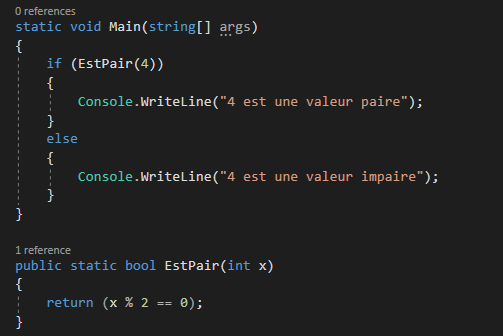 0 references
static void Main(string[] args)
{
if (EstPair(4))
{
Console.WriteLine("4 est une valeur paire");
}
else
{
Console.WriteLine("4 est une valeur impaire");
}
}
1 reference
public static bool EstPair(int x)
{
return (x % 2 == 0);
}